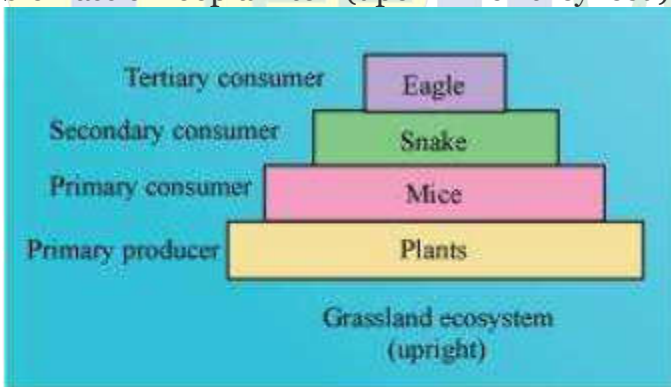 Tertiary consumer Eagle
Secondary consumer Snake
Primary consumer Mice
Primary producer Plants
Grassland ecosystem
(upright)